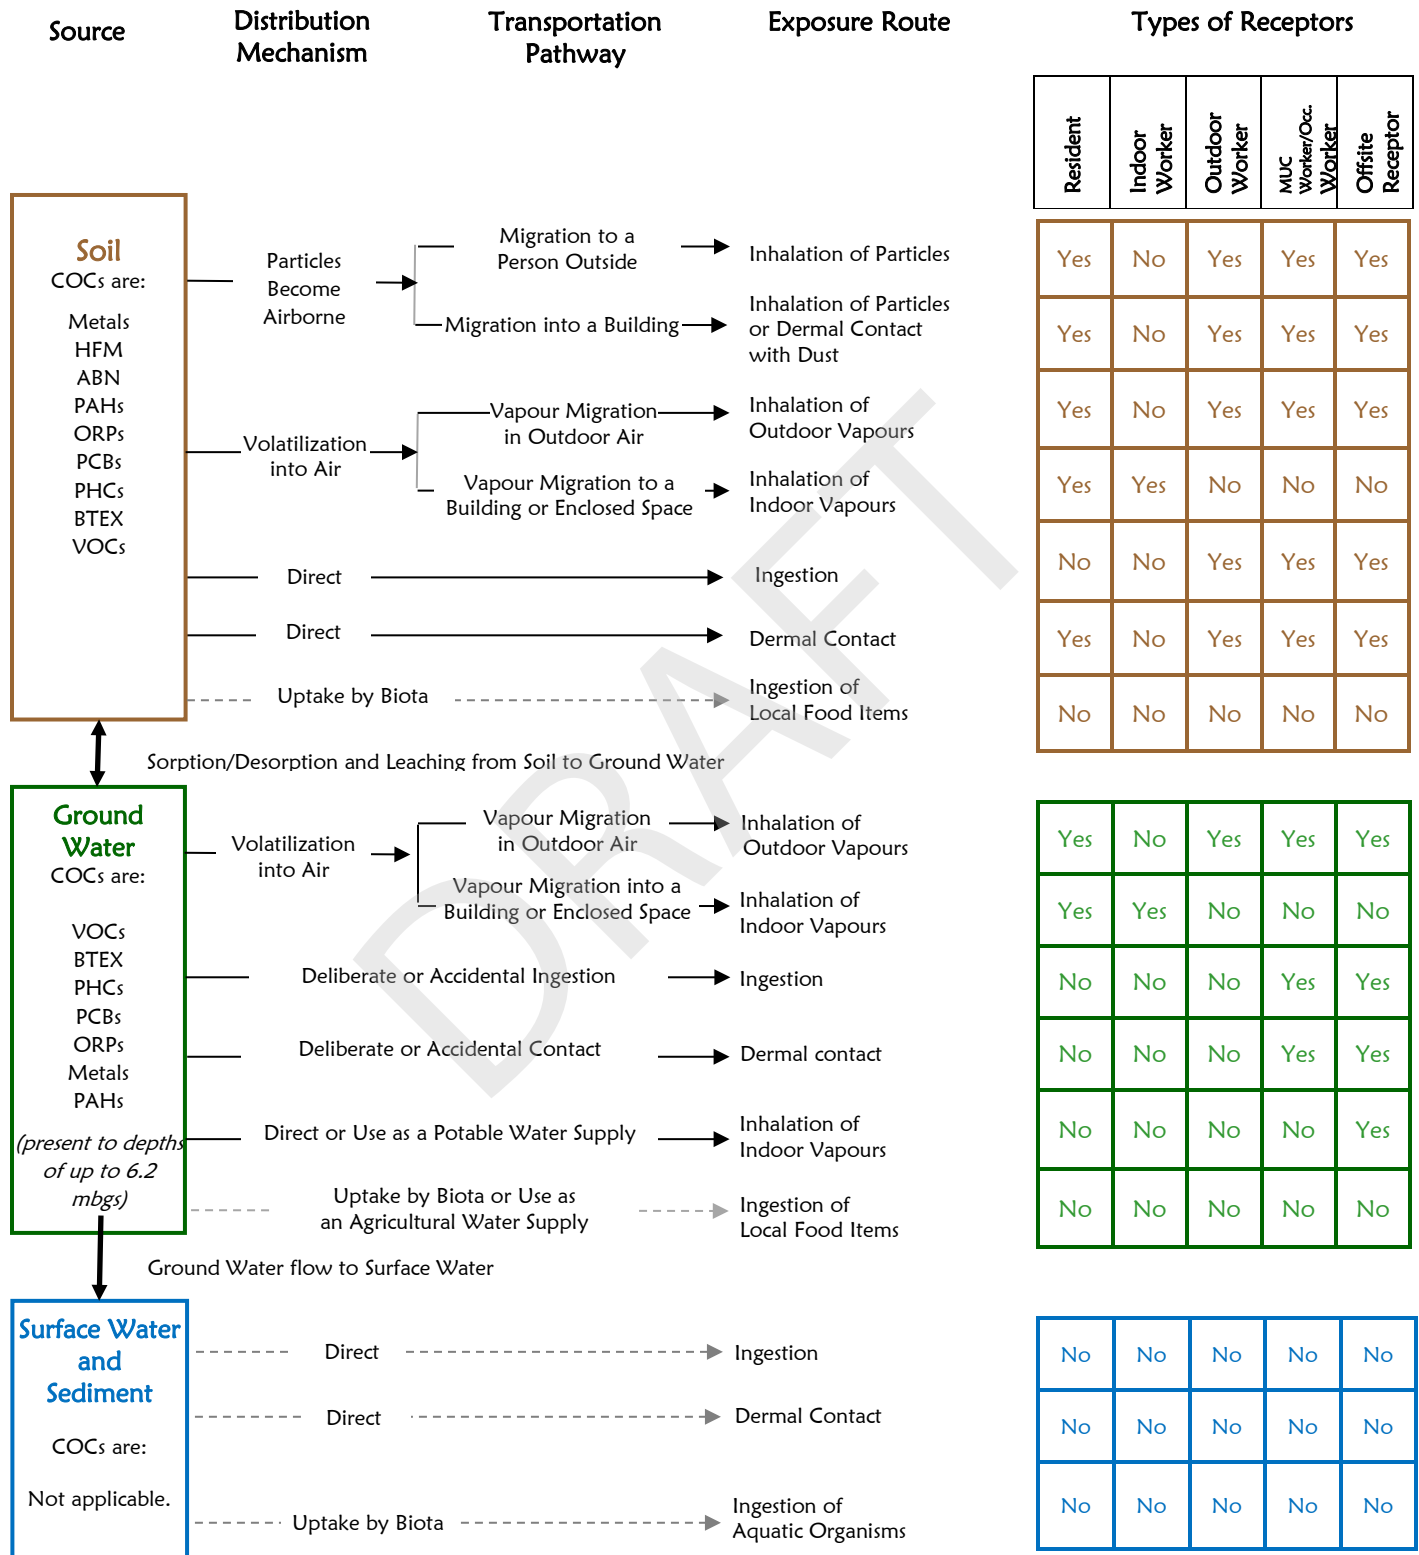 Source
Distribution
Mechanism
Transportation
Pathway
Exposure Route
Types of Receptors
Resident
Indoor
Worker
Outdoor
Worker
MUC
Worker/Occ.
Worker
Offsite
Receptor
Soil
COCs are:
Metals
HFM
ABN
PAHs
ORPs
PCBs
PHCs
BTEX
VOCs
Particles
Become
Airborne
Migration to a
Person Outside
Inhalation of Particles
Yes No Yes Yes Yes
Migration into a Building
Inhalation of Particles
or Dermal Contact
with Dust
Yes No Yes Yes Yes
Volatilization
into Air
Vapour Migration
in Outdoor Air
Inhalation of
Outdoor Vapours
Yes No Yes Yes Yes
Vapour Migration to a
Building or Enclosed Space
Inhalation of
Indoor Vapours
Yes Yes No No No
Direct
Ingestion
No No Yes Yes Yes
Direct
Dermal Contact
Yes No Yes Yes Yes
Uptake by Biota
Ingestion of
Local Food Items
No No No No No
Sorption/Desorption and Leaching from Soil to Ground Water
Ground
Water
COCs are:
VOCs
BTEX
PHCs
PCBs
ORPs
Metals
PAHs
(present to depths
of up to 6.2
mbgs)
Volatilization
into Air
Vapour Migration
in Outdoor Air
Inhalation of
Outdoor Vapours
Yes No Yes Yes Yes
Vapour Migration into a
Building or Enclosed Space
Inhalation of
Indoor Vapours
Yes Yes No No No
Deliberate or Accidental Ingestion
Ingestion
No No No Yes Yes
Deliberate or Accidental Contact
Dermal contact
No No No Yes Yes
Direct or Use as a Potable Water Supply
Inhalation of
Indoor Vapours
No No No No Yes
Uptake by Biota or Use as
an Agricultural Water Supply
Ingestion of
Local Food Items
No No No No No
Ground Water flow to Surface Water
Surface Water
and
Sediment
COCs are:
Not applicable.
Direct
Ingestion
No No No No No
Direct
Dermal Contact
No No No No No
Uptake by Biota
Ingestion of
Aquatic Organisms
No No No No No
DRAFT